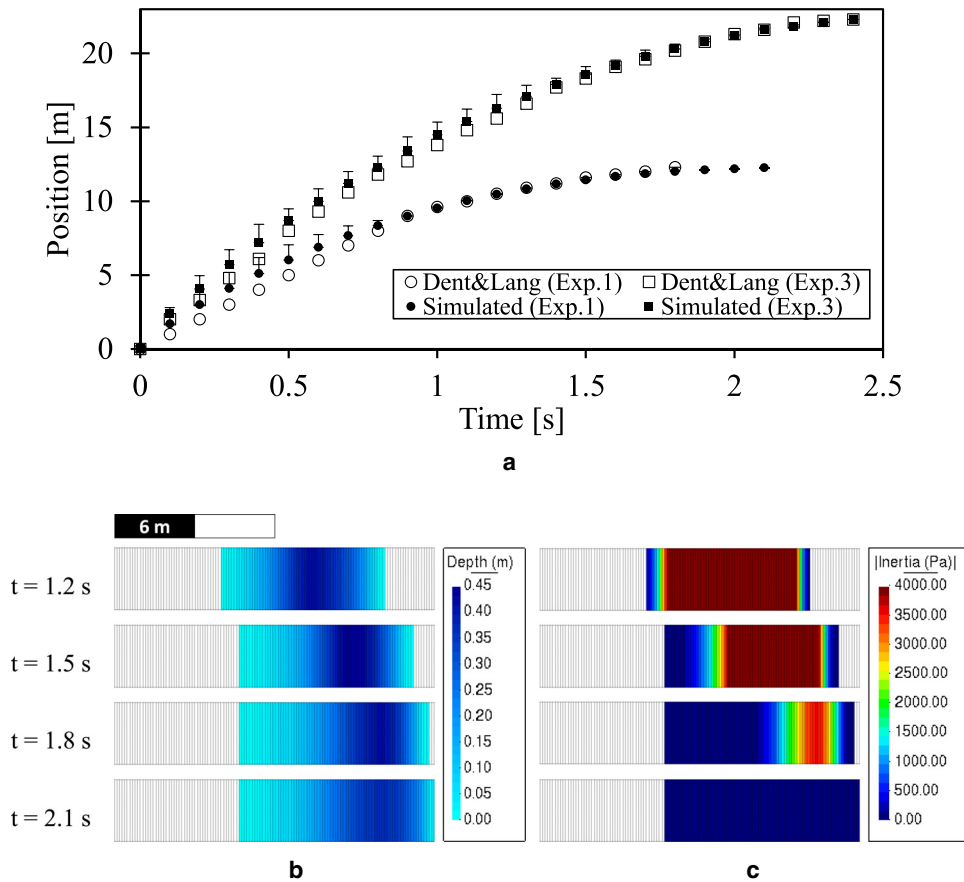 20
15
10
5
0
Position [m]
0 0.5 1 1.5 2 2.5
Time [s]
Dent&Lang (Exp.1) Dent&Lang (Exp.3)
Simulated (Exp.1) Simulated (Exp.3)
a
6 m
t = 1.2 s
t = 1.5 s
t = 1.8 s
t = 2.1 s
Depth (m)
0.45
0.40
0.35
0.30
0.25
0.20
0.15
0.10
0.05
0.00
|Inertia (Pa)|
4000.00
3500.00
3000.00
2500.00
2000.00
1500.00
1000.00
500.00
0.00
b
c